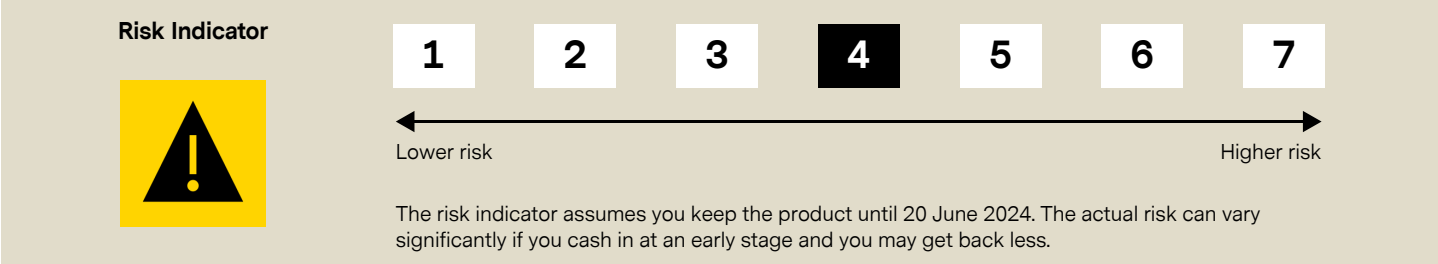 Risk Indicator
1 2 3 4 5 6 7
Lower risk Higher risk
The risk indicator assumes you keep the product until 20 June 2024. The actual risk can vary
significantly if you cash in at an early stage and you may get back less.